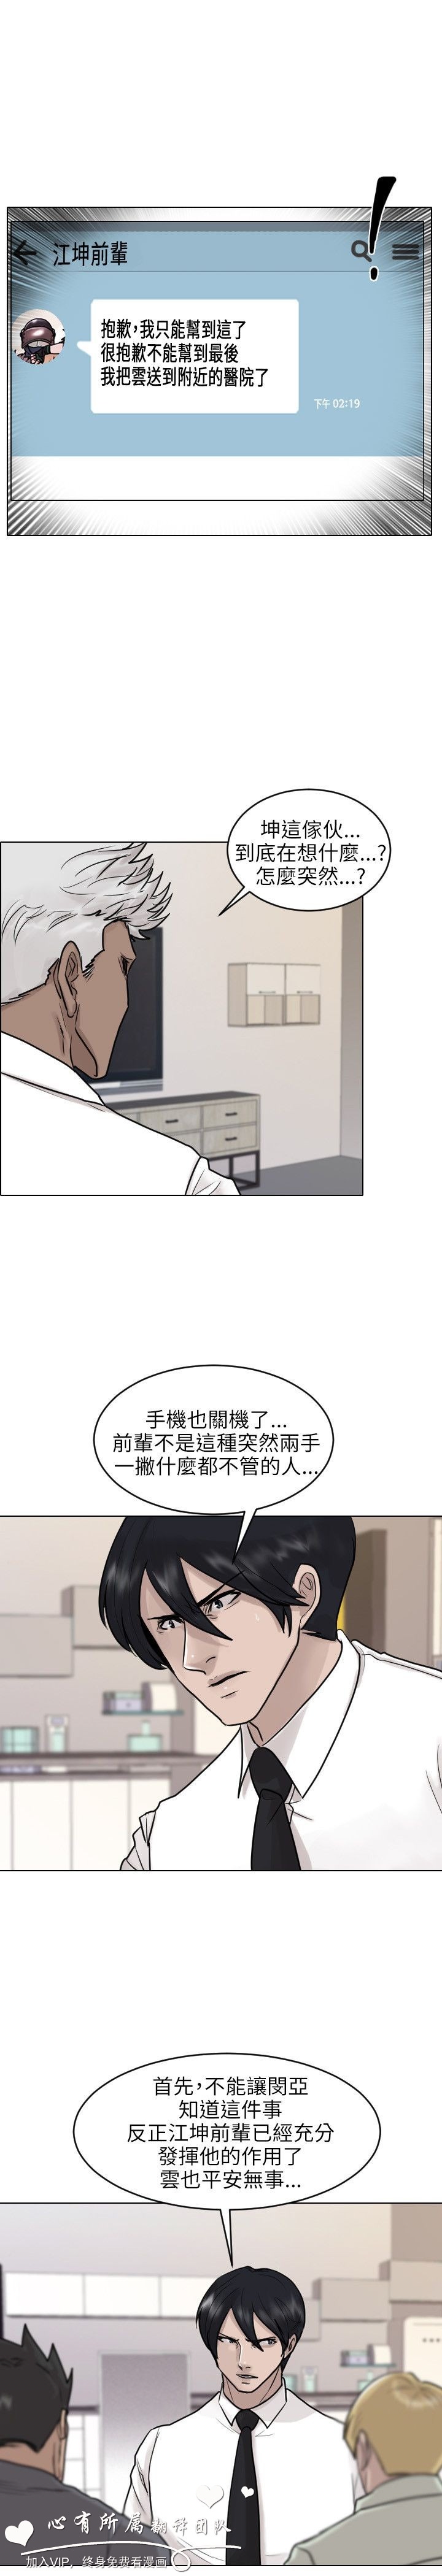 !
江坤前輩
抱歉，我只能幫到這了
很抱歉不能幫到最後
我把雲送到附近的醫院了
下午 02:19
坤這傢伙...
到底在想什麼...?
怎麼突然...?
手機也關機了...
前輩不是這種突然兩手
一撇什麼都不管的人...
首先，不能讓閔亞
知道這件事
反正江坤前輩已經充分
發揮他的作用了
雲也平安無事...
心有所属翻译团队
加入VIP，终身免费看漫画